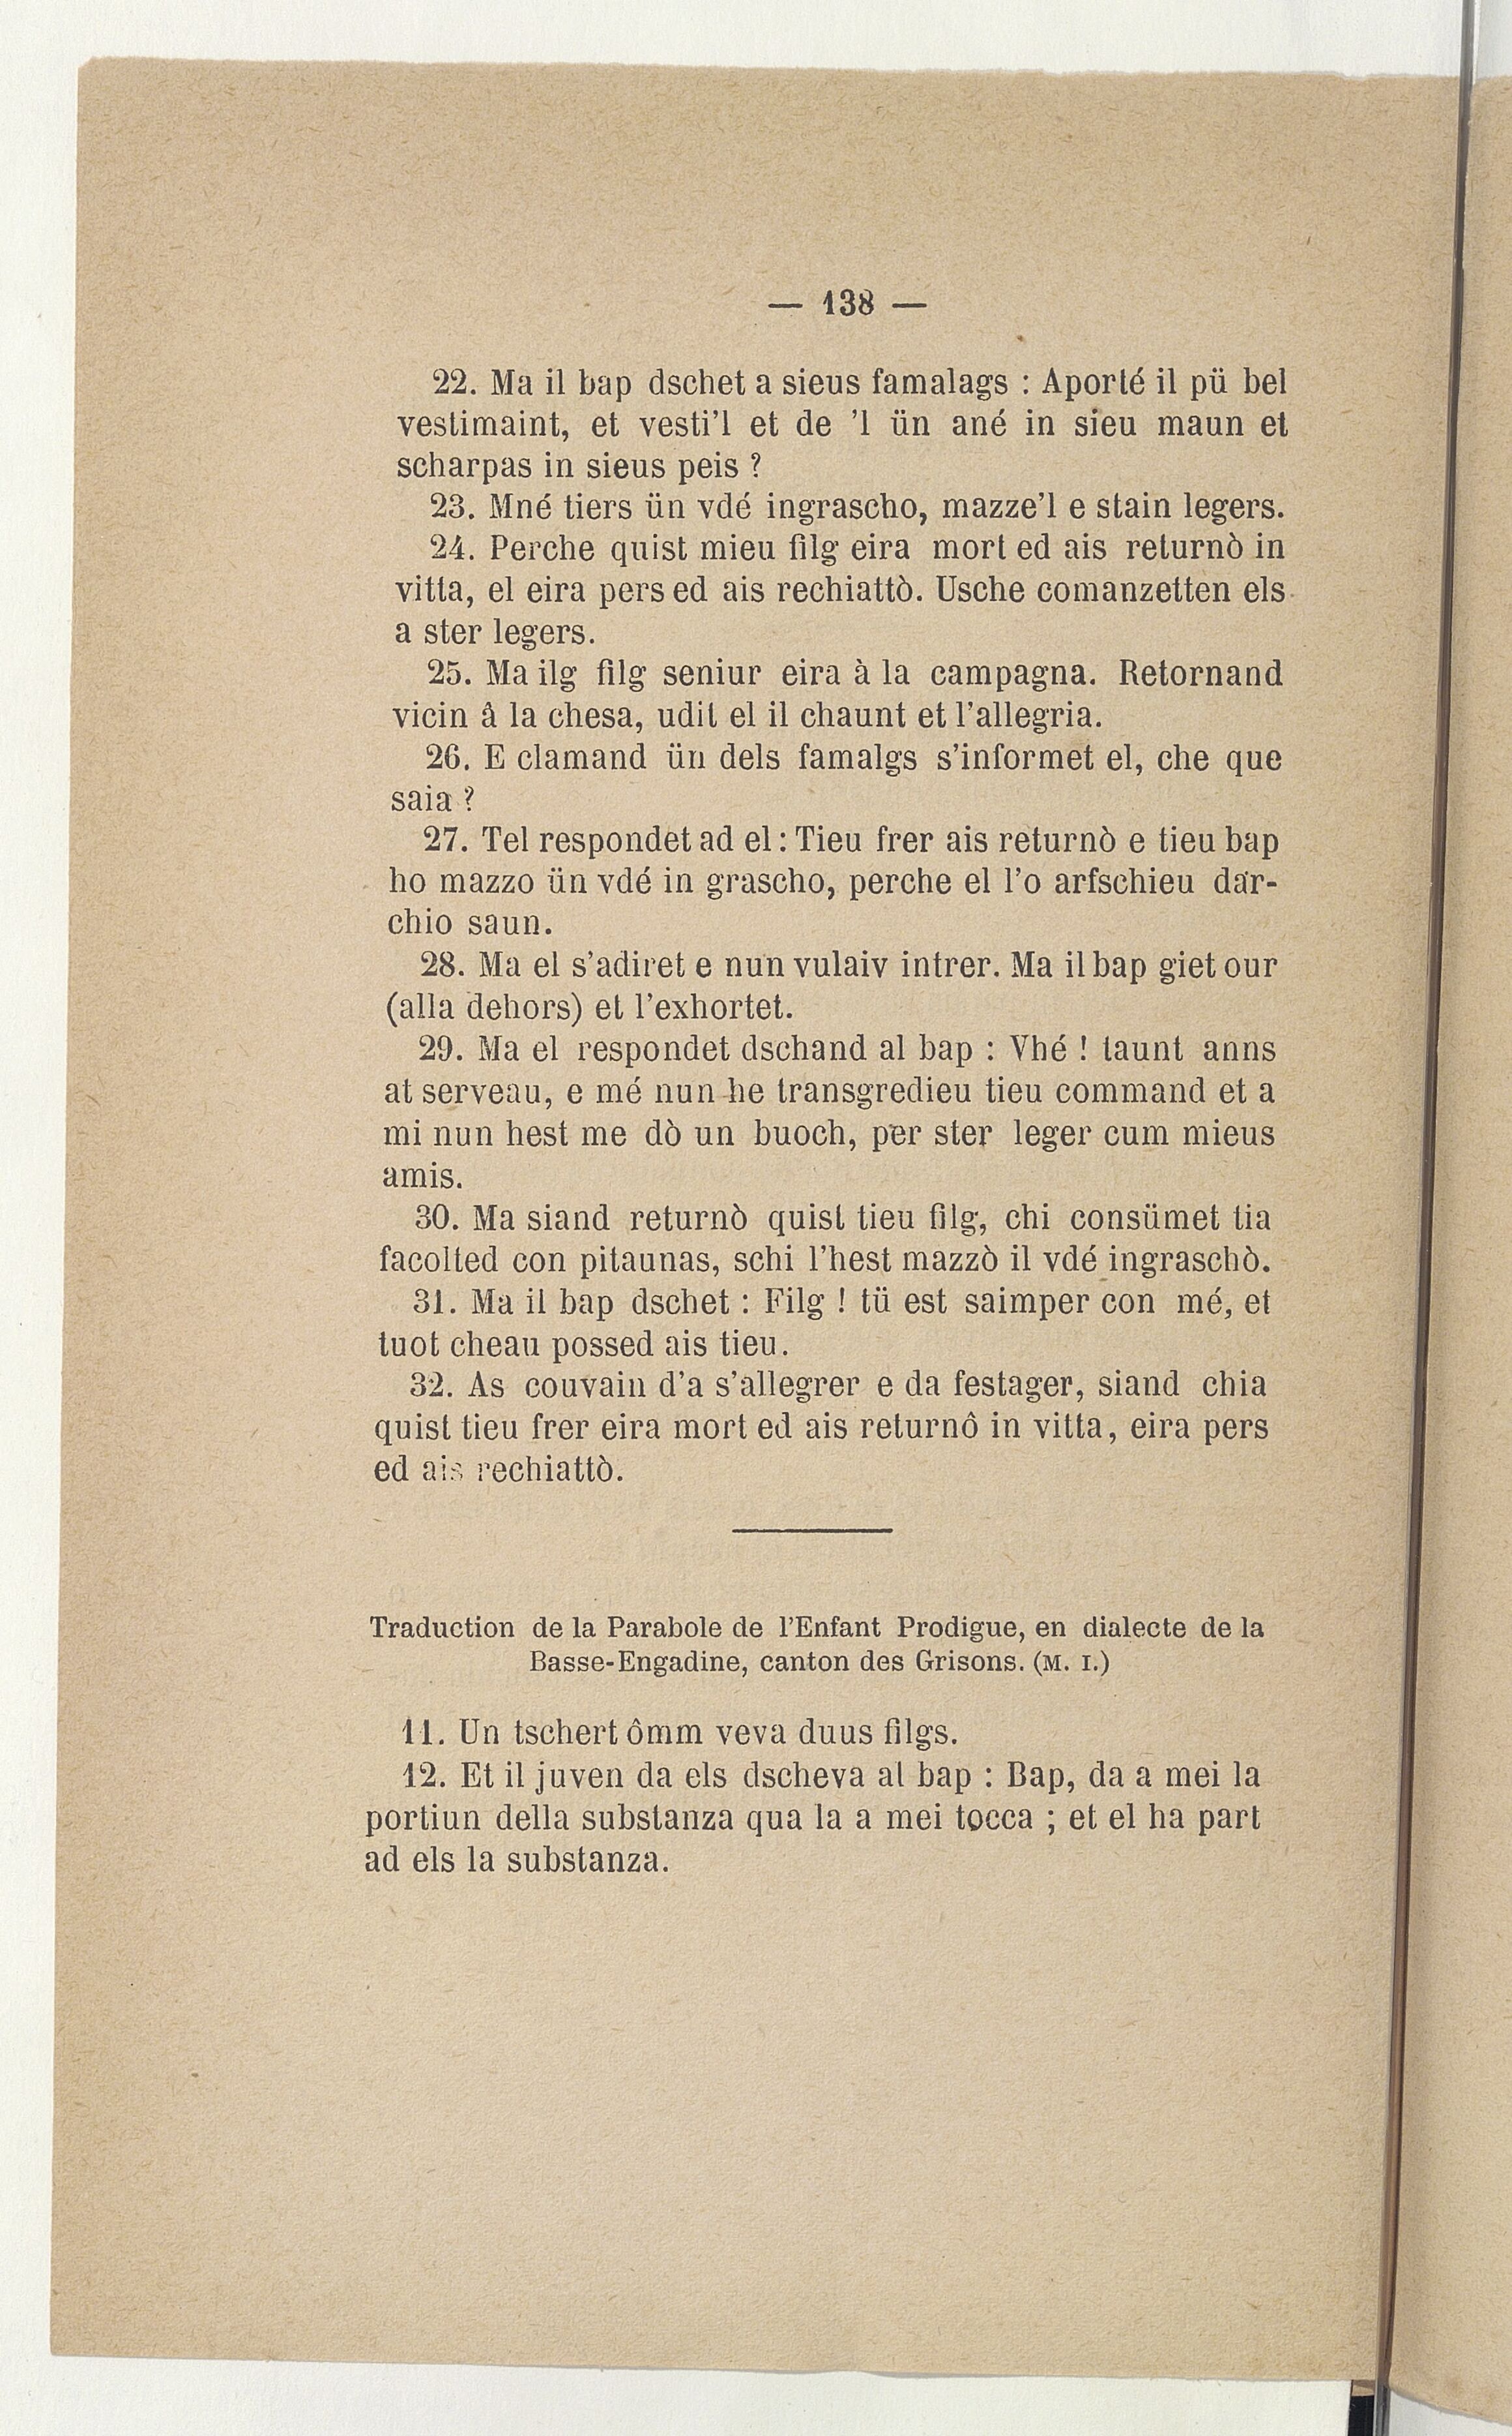 — 138 —
22. Ma il bap dschet a sieus famalags : Aporté il pü bel
vestimaint, et vesti'l et de 'l ün ané in sieu maun et
scharpas in sieus peis ?
23. Mné tiers ün vdé ingrascho, mazze'l e stain legers.
24. Perche quist mieu filg eira mort ed ais returnò in
vitta, el eira pers ed ais rechiattò. Usche comanzetten els
a ster legers.
25. Ma ilg filg seniur eira à la campagna. Retornand
vicin â la chesa, udit el il chaunt et l'allegria.
26. E clamand ün dels famalgs s'informet el, che que
saia ?
27. Tel respondet ad el : Tieu frer ais returnò e tieu bap
ho mazzo ün vdé in grascho, perche el l'o arfschieu dar-
chio saun.
28. Ma el s'adiret e nun vulaiv intrer. Ma il bap giet our
(alla dehors) et l'exhortet.
29. Ma el respondet dschand al bap : Vhé ! taunt anns
at serveau, e mé nun he transgredieu tieu command et a
mi nun hest me dò un buoch, per ster leger cum mieus
amis.
30. Ma siand returnò quist tieu filg, chi consümet tia
facolted con pitaunas, schi l'hest mazzò il vdé ingraschò.
31. Ma il bap dschet : Filg ! tü est saimper con mé, et
tuot cheau possed ais tieu.
32. As couvain d'a s'allegrer e da festager, siand chia
quist tieu frer eira mort ed ais returnô in vitta, eira pers
ed ais rechiattò.
Traduction de la Parabole de l'Enfant Prodigue, en dialecte de la
Basse-Engadine, canton des Grisons. (M. I.)
11. Un tschert ômm veva duus filgs.
12. Et il juven da els dscheva al bap : Bap, da a mei la
portiun della substanza qua la a mei tocca ; et el ha part
ad els la substanza.